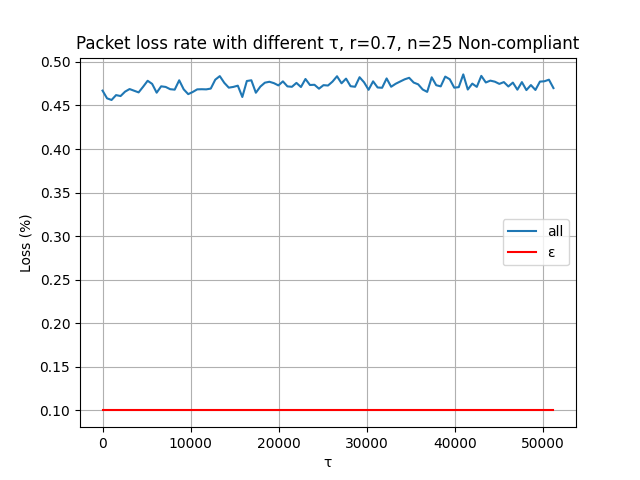 Packet loss rate with different τ, r=0.7, n=25 Non-compliant
0.50
0.45
0.40
0.35
0.30
0.25
0.20
0.15
0.10
Loss (%)
all
ε
0 10000 20000 30000 40000 50000
τ